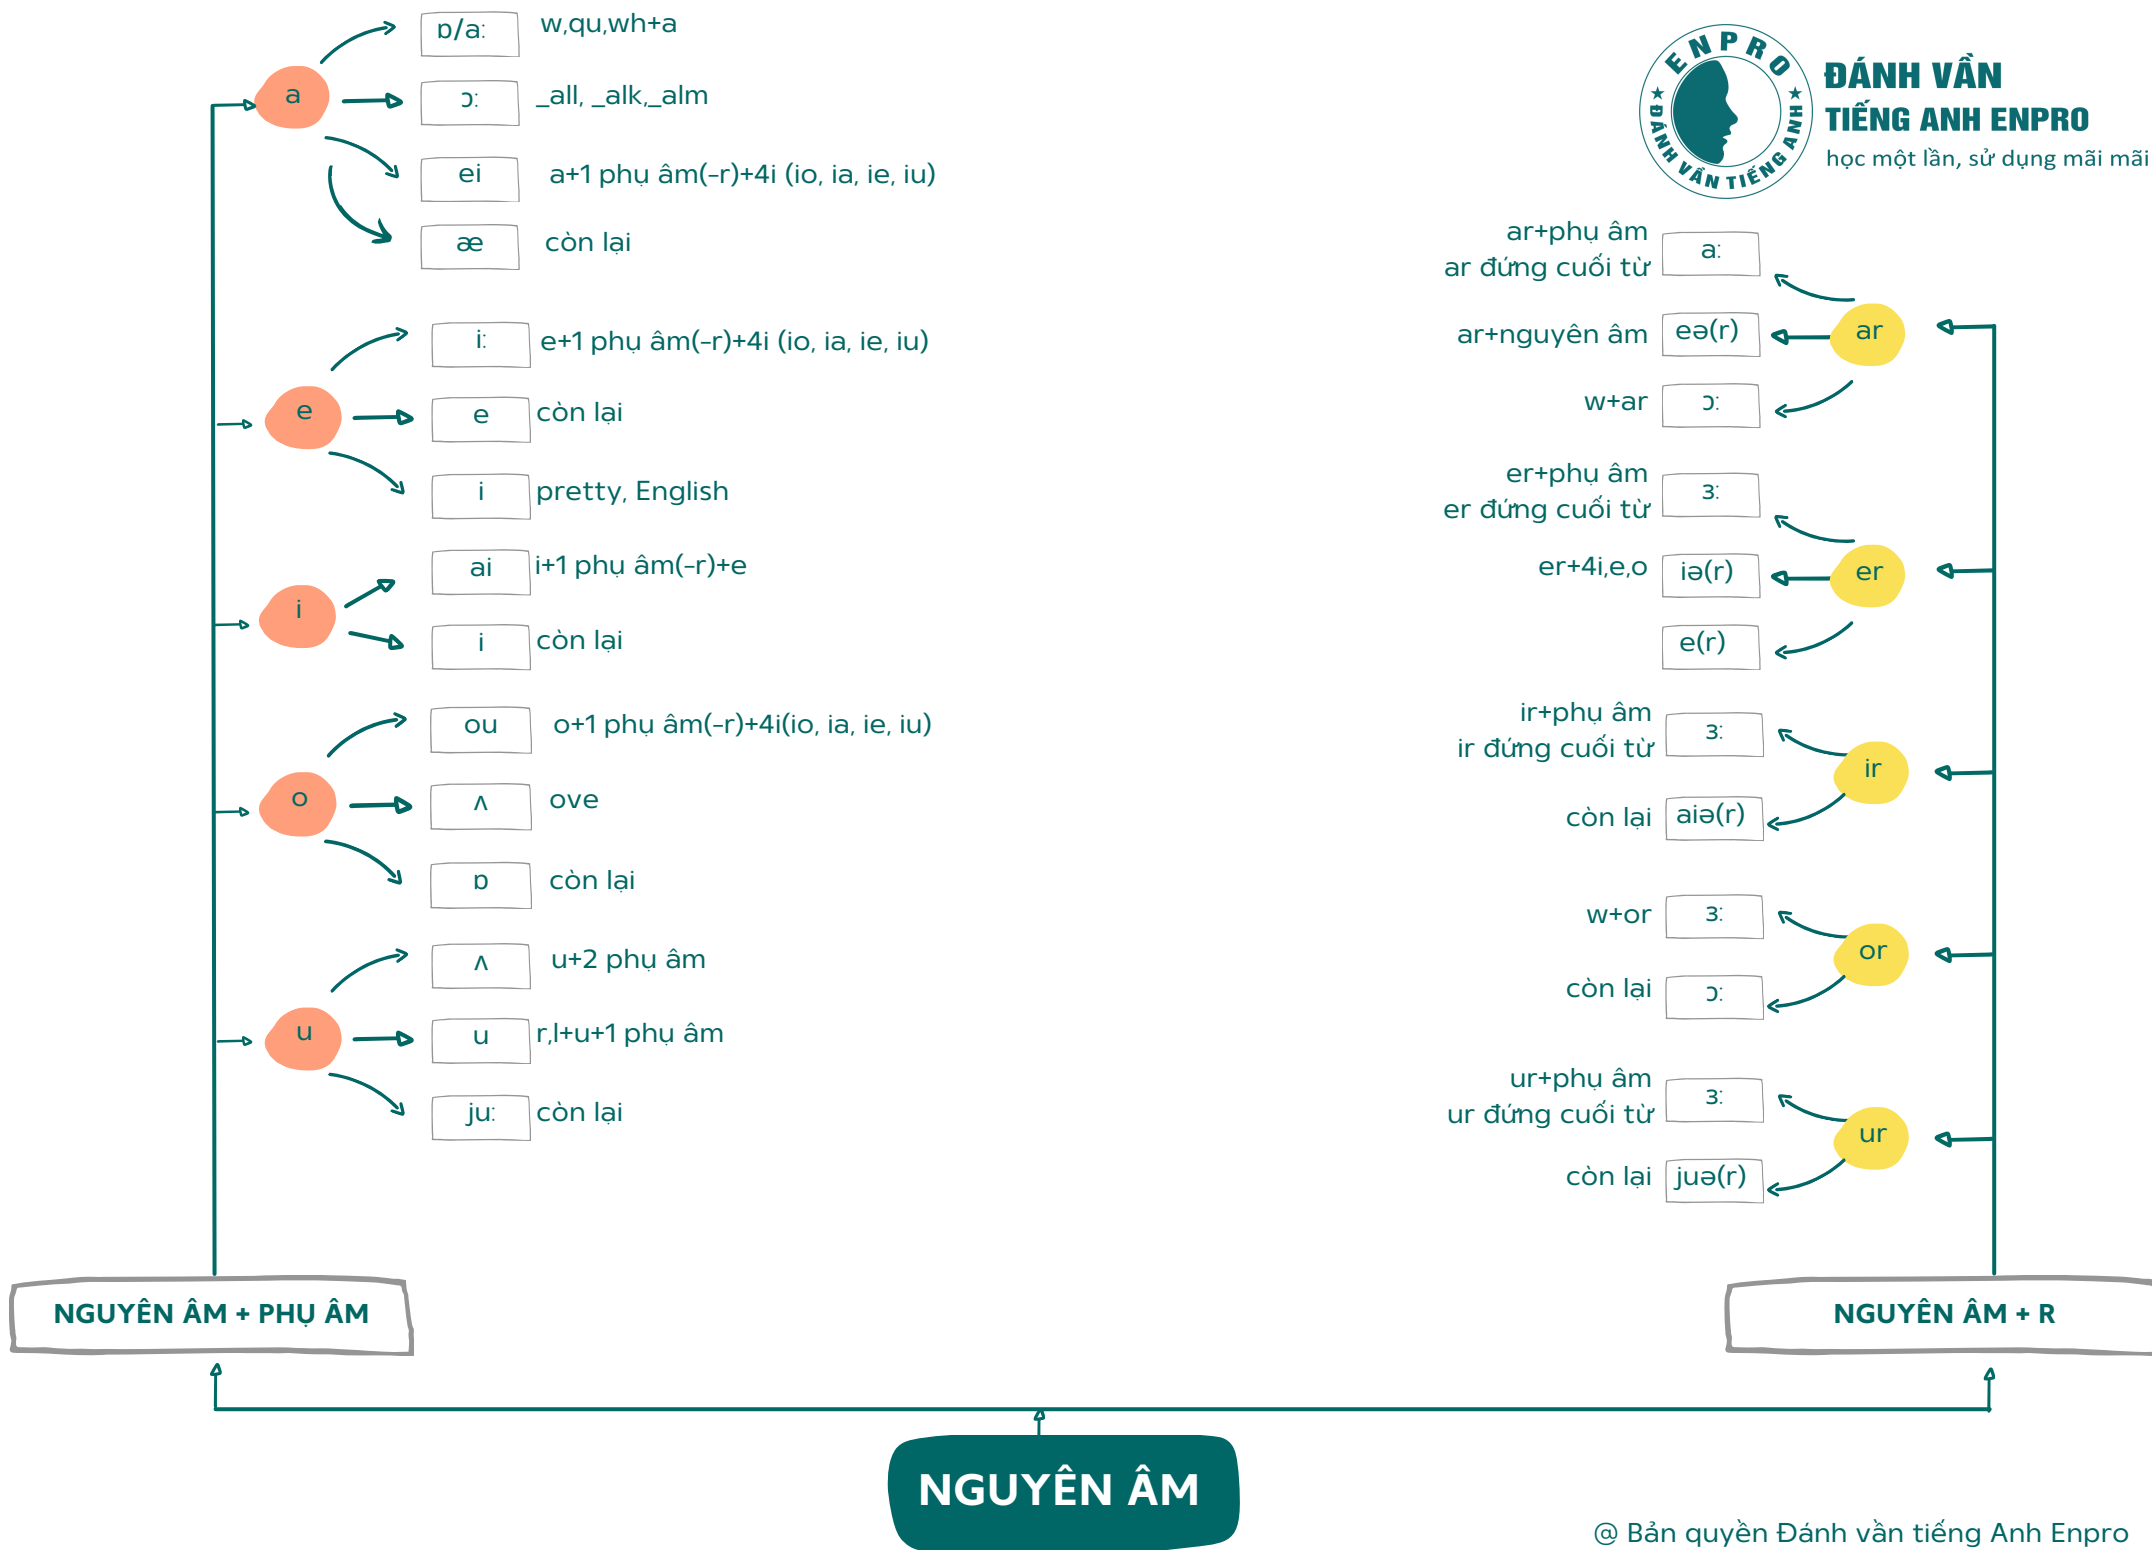 a
ɒ/a: w,qu,wh+a
ɔ: _all, _alk,_alm
ei a+1 phụ âm(-r)+4i (io, ia, ie, iu)
æ còn lại
e
i: e+1 phụ âm(-r)+4i (io, ia, ie, iu)
e còn lại
i pretty, English
i
ai i+1 phụ âm(-r)+e
i còn lại
o
ou o+1 phụ âm(-r)+4i(io, ia, ie, iu)
ʌ ove
ɒ còn lại
u
ʌ u+2 phụ âm
u r,l+u+1 phụ âm
ju: còn lại
NGUYÊN ÂM + PHỤ ÂM
ENPRO
★ ĐÁNH VẦN TIẾNG ANH ★
ĐÁNH VẦN
TIẾNG ANH ENPRO
học một lần, sử dụng mãi mãi
ar+phụ âm
ar đứng cuối từ a:
ar+nguyên âm eə(r)
ar
w+ar ɔ:
er+phụ âm
er đứng cuối từ ɜ:
er+4i,e,o iə(r)
er
e(r)
ir+phụ âm
ir đứng cuối từ ɜ:
ir
còn lại aiə(r)
w+or ɜ:
or
còn lại ɔ:
ur+phụ âm
ur đứng cuối từ ɜ:
ur
còn lại juə(r)
NGUYÊN ÂM + R
NGUYÊN ÂM
@ Bản quyền Đánh vần tiếng Anh Enpro